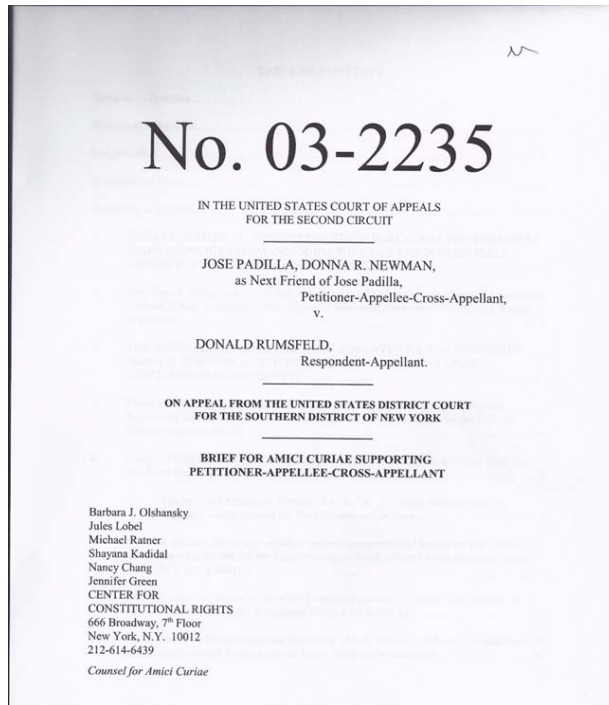 No. 03-2235
IN THE UNITED STATES COURT OF APPEALS
FOR THE SECOND CIRCUIT
JOSE PADILLA, DONNA R. NEWMAN,
as Next Friend of Jose Padilla,
Petitioner-Appellee-Cross-Appellant,
v.
DONALD RUMSFELD,
Respondent-Appellant.
ON APPEAL FROM THE UNITED STATES DISTRICT COURT
FOR THE SOUTHERN DISTRICT OF NEW YORK
BRIEF FOR AMICI CURIAE SUPPORTING
PETITIONER-APPELLEE-CROSS-APPELLANT
Barbara J. Olshansky
Jules Lobel
Michael Ratner
Shayana Kadidal
Nancy Chang
Jennifer Green
CENTER FOR
CONSTITUTIONAL RIGHTS
666 Broadway, 7th Floor
New York, N.Y. 10012
212-614-6439
Counsel for Amici Curiae